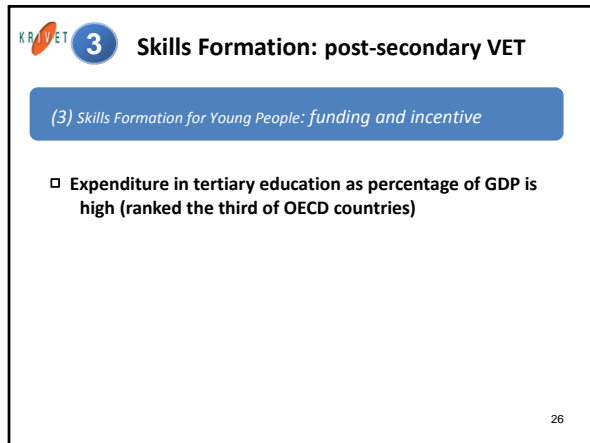 KRIVET
3
Skills Formation: post-secondary VET
(3) Skills Formation for Young People: funding and incentive
Expenditure in tertiary education as percentage of GDP is
high (ranked the third of OECD countries)
26